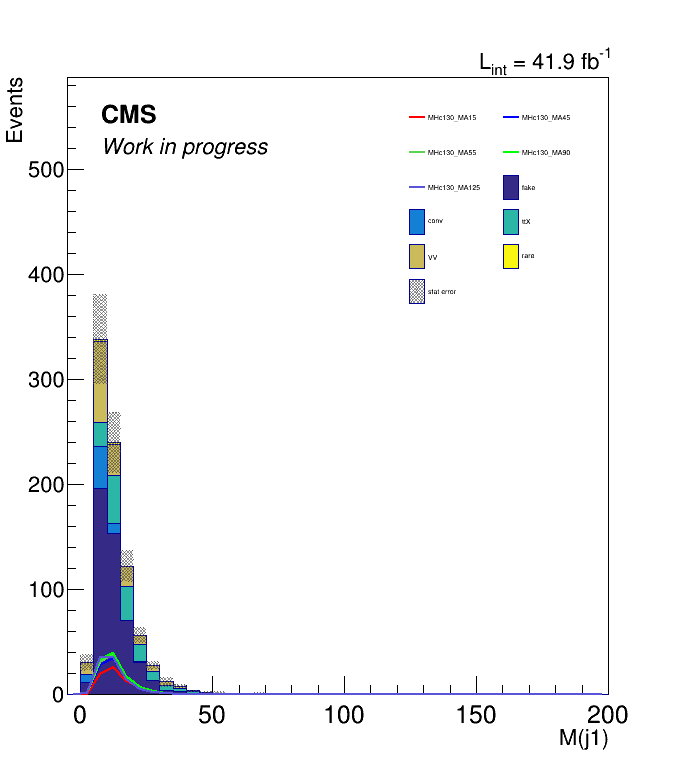 L_int = 41.9 fb^-1
Events
CMS
Work in progress
MHc130_MA15
MHc130_MA45
MHc130_MA55
MHc130_MA90
MHc130_MA125
fake
conv
ttX
VV
rare
stat error
500
400
300
200
100
0
0 50 100 150 200
M(j1)